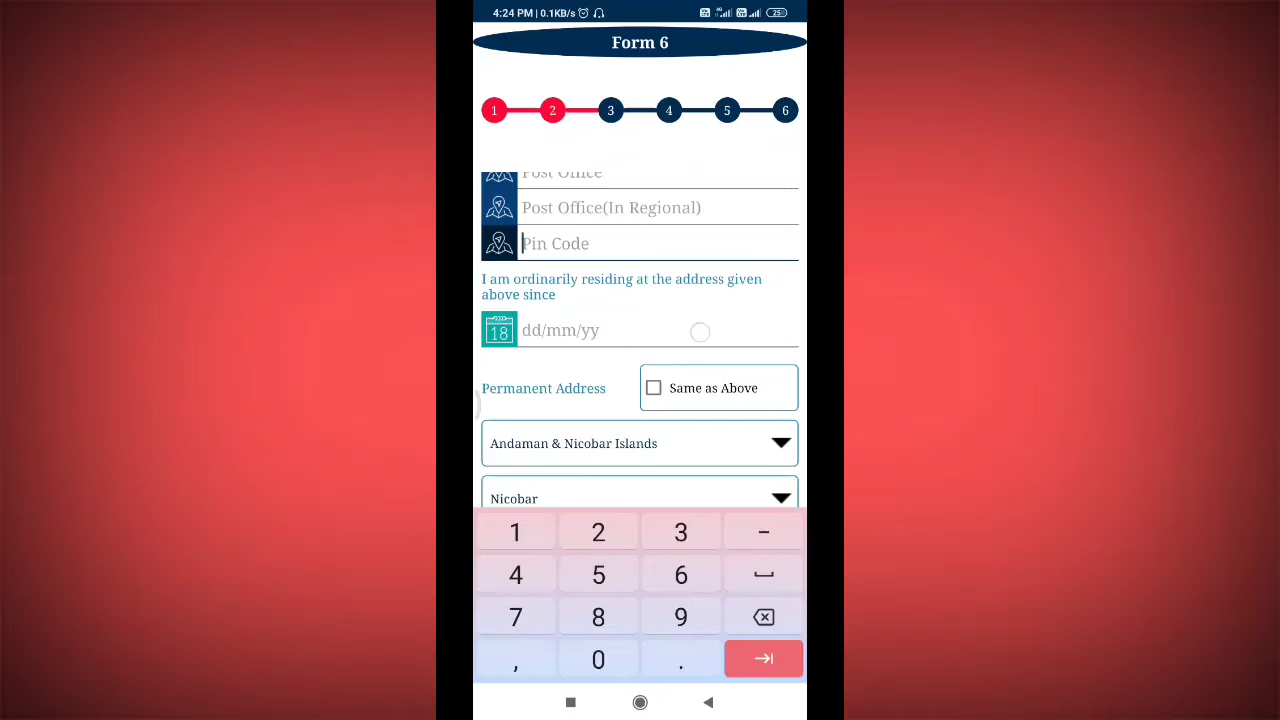 4:24 PM | 0.1KB/s
25
Form 6
1 2 3 4 5 6
Post Office
Post Office(In Regional)
Pin Code
I am ordinarily residing at the address given
above since
18 dd/mm/yy
Permanent Address
Same as Above
Andaman & Nicobar Islands
Nicobar
1 2 3 -
4 5 6
7 8 9
, 0 .